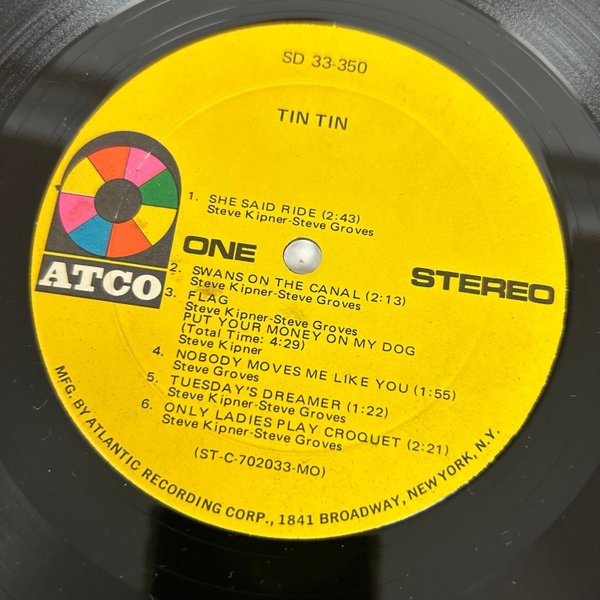 SD 33-350
TIN TIN
1. SHE SAID RIDE (2:43)
Steve Kipner-Steve Groves
ATCO
ONE
STEREO
2. SWANS ON THE CANAL (2:13)
Steve Kipner-Steve Groves
3. FLAG
Steve Kipner-Steve Groves
PUT YOUR MONEY ON MY DOG
(Total Time: 4:29)
Steve Kipner
4. NOBODY MOVES ME LIKE YOU (1:55)
Steve Groves
5. TUESDAY'S DREAMER (1:22)
Steve Kipner-Steve Groves
6. ONLY LADIES PLAY CROQUET (2:21)
Steve Kipner-Steve Groves
(ST-C-702033-MO)
MFG. BY ATLANTIC RECORDING CORP., 1841 BROADWAY, NEW YORK, N.Y.